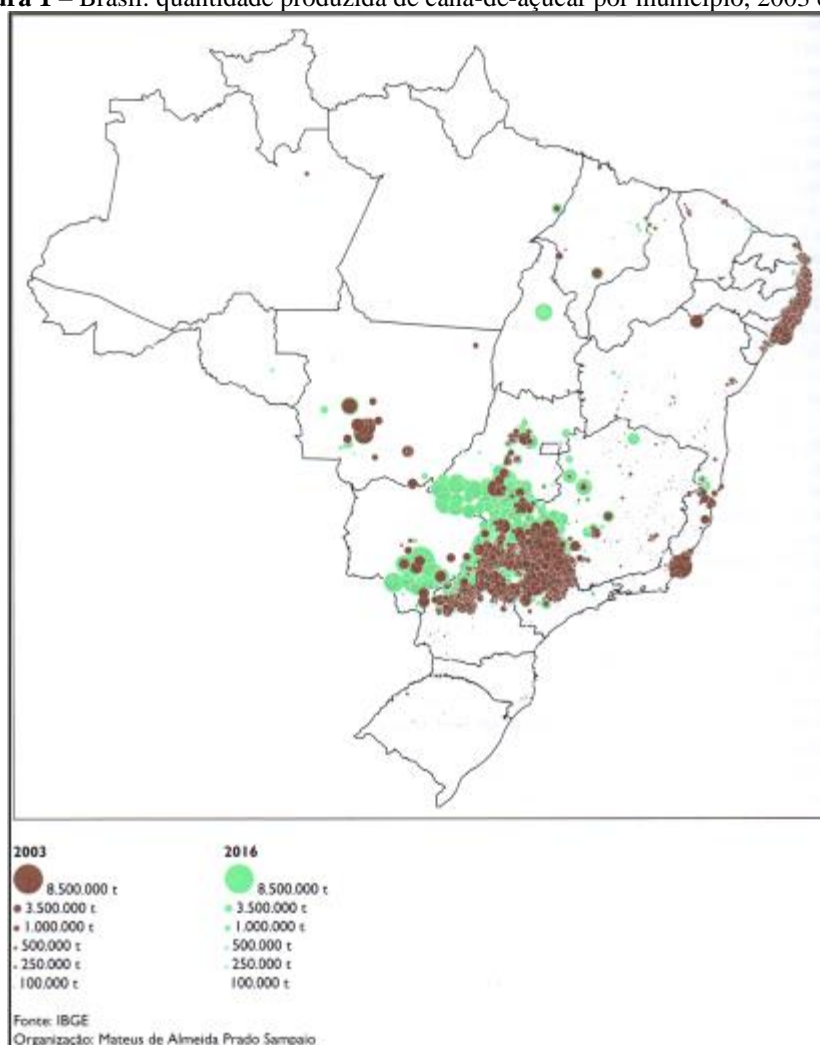 – Brasil: quantidade produzida de cana-de-açúcar por município, 2003
2003
8.500.000 t
3.500.000 t
1.000.000 t
500.000 t
250.000 t
100.000 t
2016
8.500.000 t
3.500.000 t
1.000.000 t
500.000 t
250.000 t
100.000 t
Fonte: IBGE
Organização: Mateus de Almeida Prado Sampaio